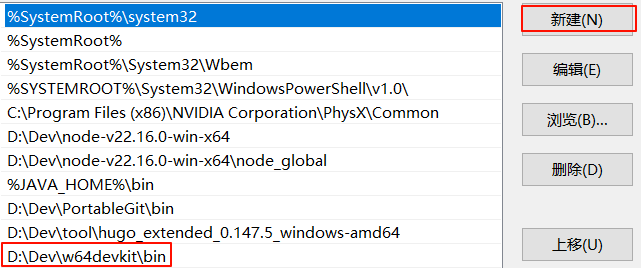 %SystemRoot%\system32
%SystemRoot%
%SystemRoot%\System32\Wbem
%SYSTEMROOT%\System32\WindowsPowerShell\v1.0\
C:\Program Files (x86)\NVIDIA Corporation\PhysX\Common
D:\Dev\node-v22.16.0-win-x64
D:\Dev\node-v22.16.0-win-x64\node_global
%JAVA_HOME%\bin
D:\Dev\PortableGit\bin
D:\Dev\tool\hugo_extended_0.147.5_windows-amd64
D:\Dev\w64devkit\bin
新建(N)
编辑(E)
浏览(B)...
删除(D)
上移(U)